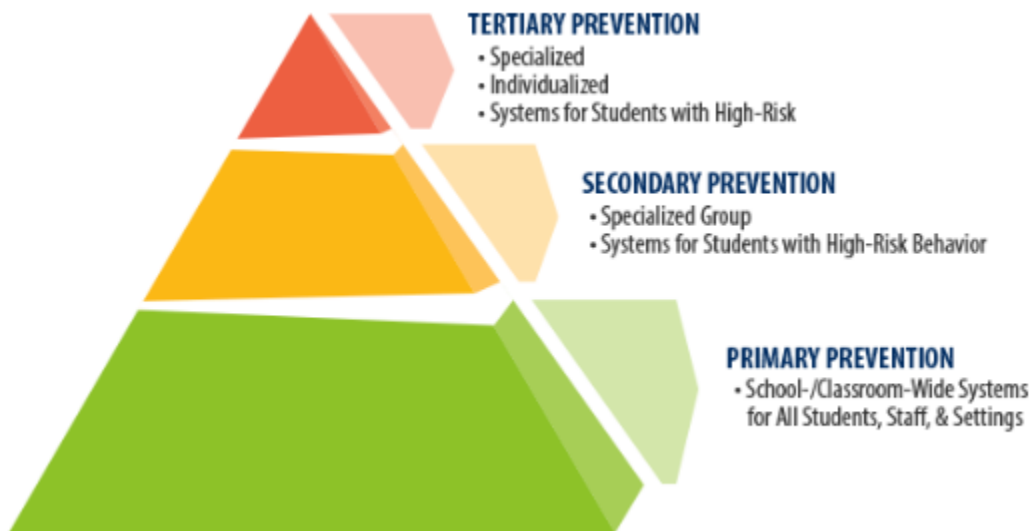 TERTIARY PREVENTION
• Specialized
• Individualized
• Systems for Students with High-Risk
SECONDARY PREVENTION
• Specialized Group
• Systems for Students with High-Risk Behavior
PRIMARY PREVENTION
• School-/Classroom-Wide Systems
for All Students, Staff, & Settings